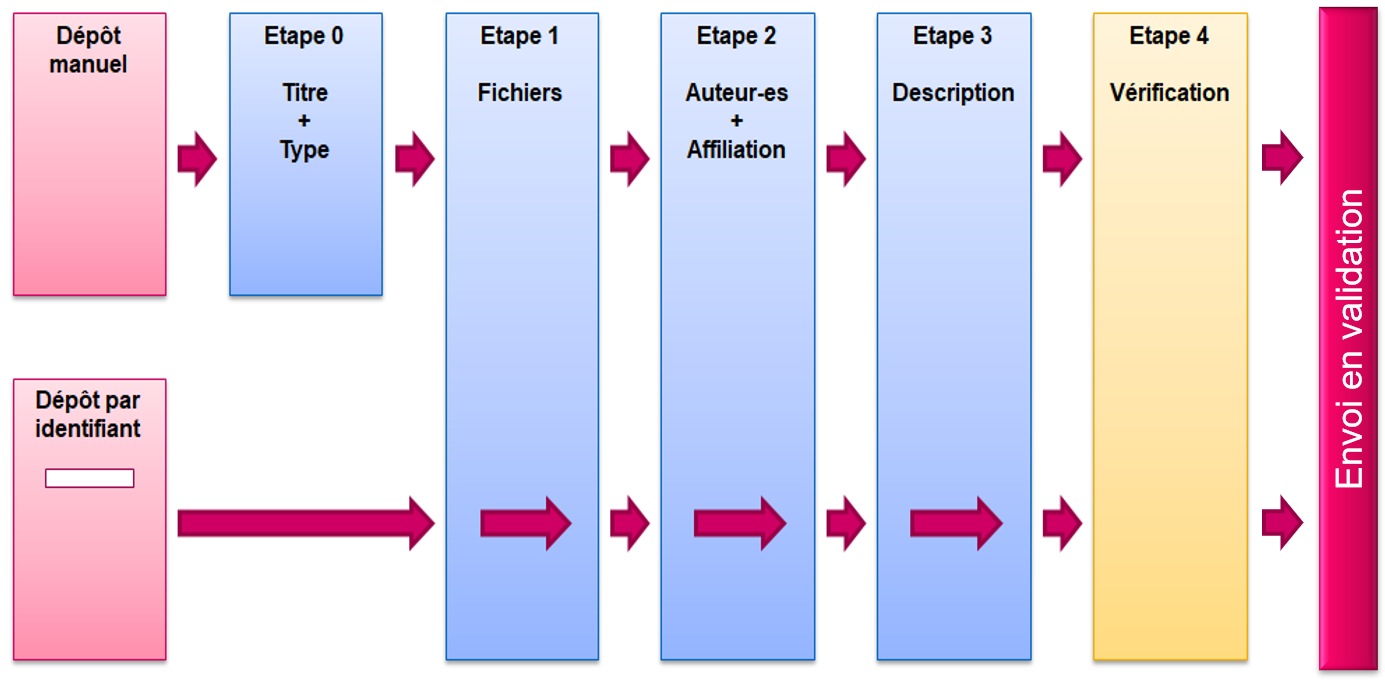 Dépôt
manuel
Etape 0
Titre
+
Type
Etape 1
Fichiers
Etape 2
Auteur-es
+
Affiliation
Etape 3
Description
Etape 4
Vérification
Envoi en validation
Dépôt par
identifiant